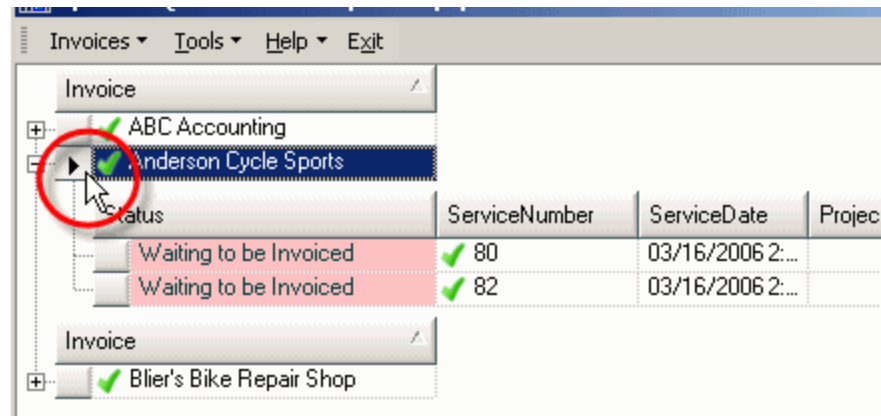 Invoices Tools Help Exit
Invoice
ABC Accounting
Anderson Cycle Sports
Status ServiceNumber ServiceDate
Waiting to be Invoiced 80 03/16/2006 2:...
Waiting to be Invoiced 82 03/16/2006 2:...
Invoice
Blier's Bike Repair Shop